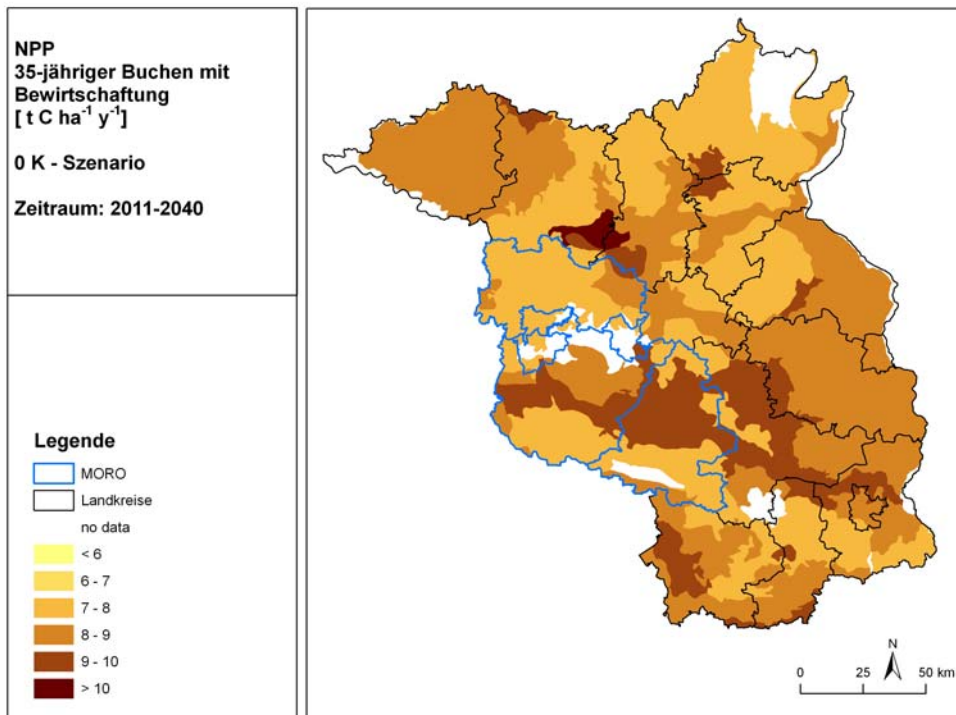 NPP
35-jähriger Buchen mit
Bewirtschaftung
[ t C ha⁻¹ y⁻¹]
0 K - Szenario
Zeitraum: 2011-2040
Legende
MORO
Landkreise
no data
< 6
6 - 7
7 - 8
8 - 9
9 - 10
> 10
N
0 25 50 km